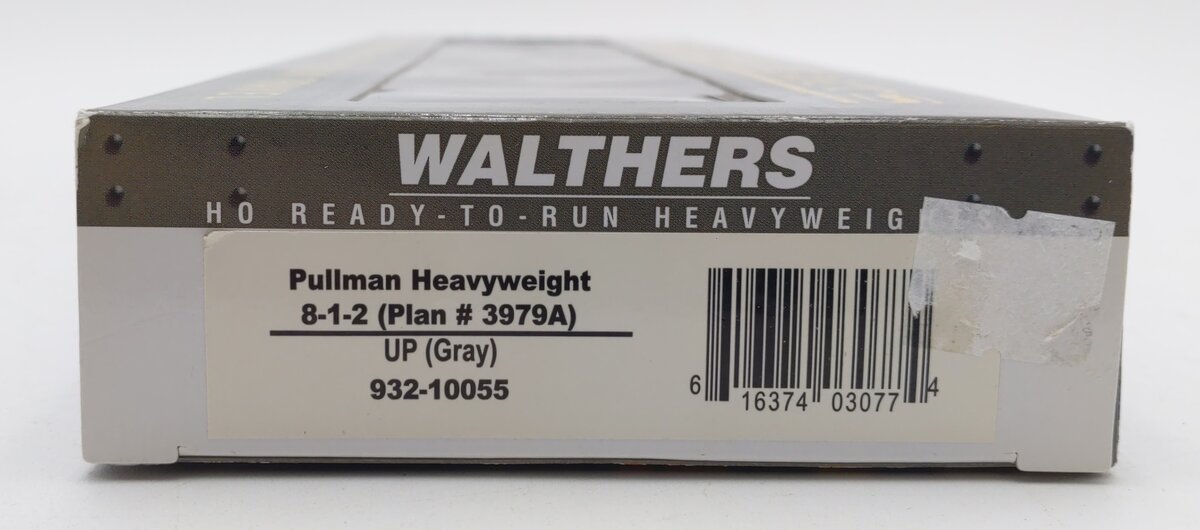 WALTHERS
HO READY-TO-RUN HEAVYWEIG
Pullman Heavyweight
8-1-2 (Plan # 3979A)
UP (Gray)
932-10055
6 16374 03077 4